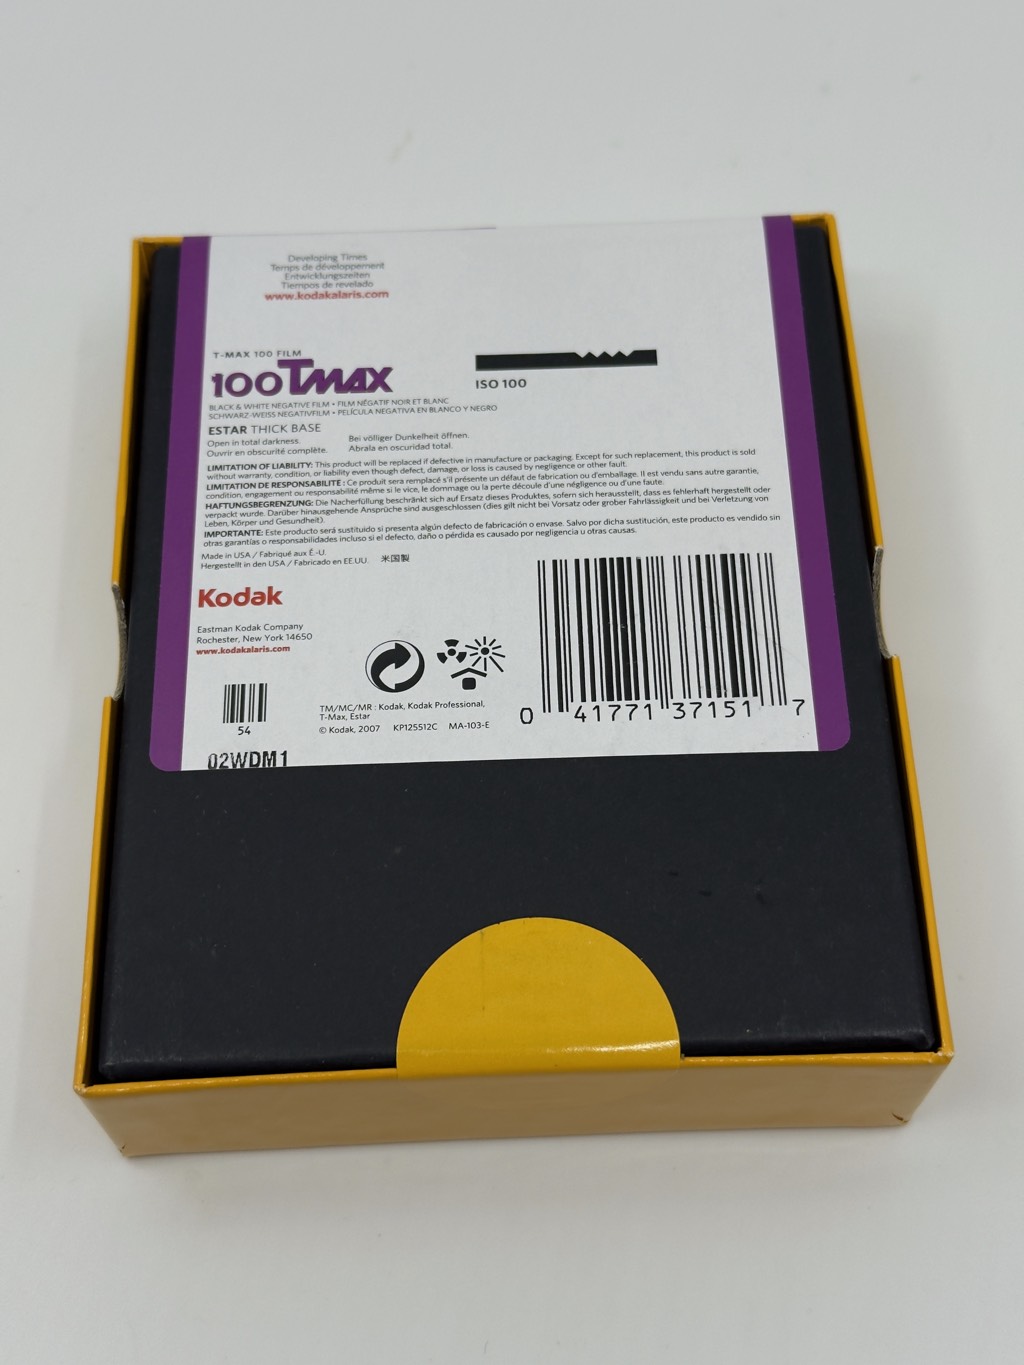 Developing Times
Temps de développement
Entwicklungszeiten
Tiempos de revelado
www.kodakalaris.com
T-MAX 100 FILM
100 TMAX
ISO 100
BLACK & WHITE NEGATIVE FILM • FILM NÉGATIF NOIR ET BLANC
SCHWARZ-WEISS NEGATIVFILM • PELÍCULA NEGATIVA EN BLANCO Y NEGRO
ESTAR THICK BASE
Open in total darkness. Bei völliger Dunkelheit öffnen.
Ouvrir en obscurité complète. Abrala en oscuridad total.
LIMITATION OF LIABILITY: This product will be replaced if defective in manufacture or packaging. Except for such replacement, this product is sold
without warranty, condition, or liability even though defect, damage, or loss is caused by negligence or other fault.
LIMITATION DE RESPONSABILITÉ : Ce produit sera remplacé s'il présente un défaut de fabrication ou d'emballage. Il est vendu sans autre garantie,
condition, engagement ou responsabilité même si le vice, le dommage ou la perte découle d'une négligence ou d'une faute.
HAFTUNGSBEGRENZUNG: Die Nacherfüllung beschränkt sich auf Ersatz dieses Produktes, sofern sich herausstellt, dass es fehlerhaft hergestellt oder
verpackt wurde. Darüber hinausgehende Ansprüche sind ausgeschlossen (dies gilt nicht bei Vorsatz oder grober Fahrlässigkeit und bei Verletzung von
Leben, Körper und Gesundheit).
IMPORTANTE: Este producto será sustituido si presenta algún defecto de fabricación o envase. Salvo por dicha sustitución, este producto es vendido sin
otras garantías o responsabilidades incluso si el defecto, daño o pérdida es causado por negligencia u otras causas.
Made in USA / Fabriqué aux É.-U.
Hergestellt in den USA / Fabricado en EE.UU. 米国製
Kodak
Eastman Kodak Company
Rochester, New York 14650
www.kodakalaris.com
54
TM/MC/MR : Kodak, Kodak Professional,
T-Max, Estar
© Kodak, 2007 KP125512C MA-103-E
0 41771 37151 7
02WDM1